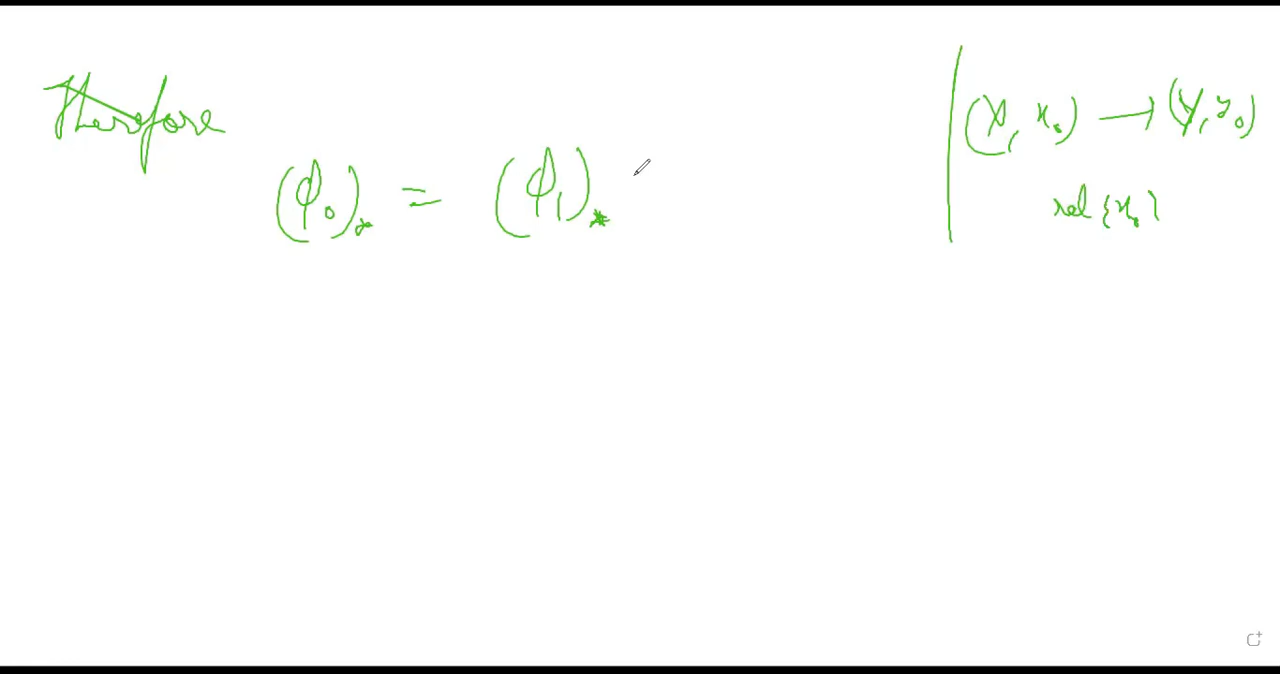 Therefore
(φ₀)_* = (φ₁)_*
(X, x₀) → (Y, y₀)
rel {x₀}